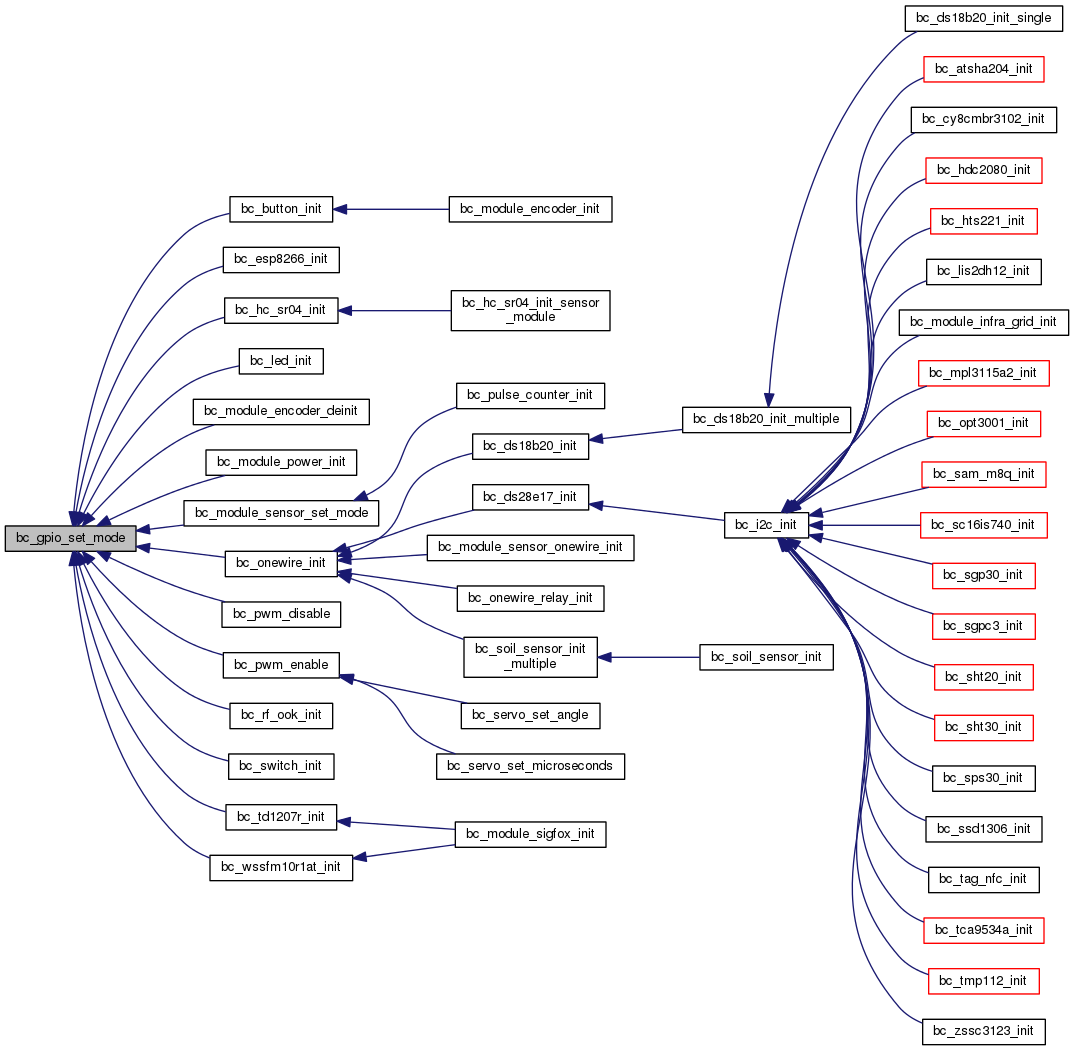 bc_gpio_set_mode
bc_button_init
bc_esp8266_init
bc_hc_sr04_init
bc_led_init
bc_module_encoder_deinit
bc_module_power_init
bc_module_sensor_set_mode
bc_onewire_init
bc_pwm_disable
bc_pwm_enable
bc_rf_ook_init
bc_switch_init
bc_td1207r_init
bc_wssfm10r1at_init
bc_module_encoder_init
bc_hc_sr04_init_sensor
_module
bc_pulse_counter_init
bc_ds18b20_init
bc_ds28e17_init
bc_module_sensor_onewire_init
bc_onewire_relay_init
bc_soil_sensor_init
_multiple
bc_servo_set_angle
bc_servo_set_microseconds
bc_module_sigfox_init
bc_ds18b20_init_multiple
bc_i2c_init
bc_soil_sensor_init
bc_ds18b20_init_single
bc_atsha204_init
bc_cy8cmbr3102_init
bc_hdc2080_init
bc_hts221_init
bc_lis2dh12_init
bc_module_infra_grid_init
bc_mpl3115a2_init
bc_opt3001_init
bc_sam_m8q_init
bc_sc16is740_init
bc_sgp30_init
bc_sgpc3_init
bc_sht20_init
bc_sht30_init
bc_sps30_init
bc_ssd1306_init
bc_tag_nfc_init
bc_tca9534a_init
bc_tmp112_init
bc_zssc3123_init